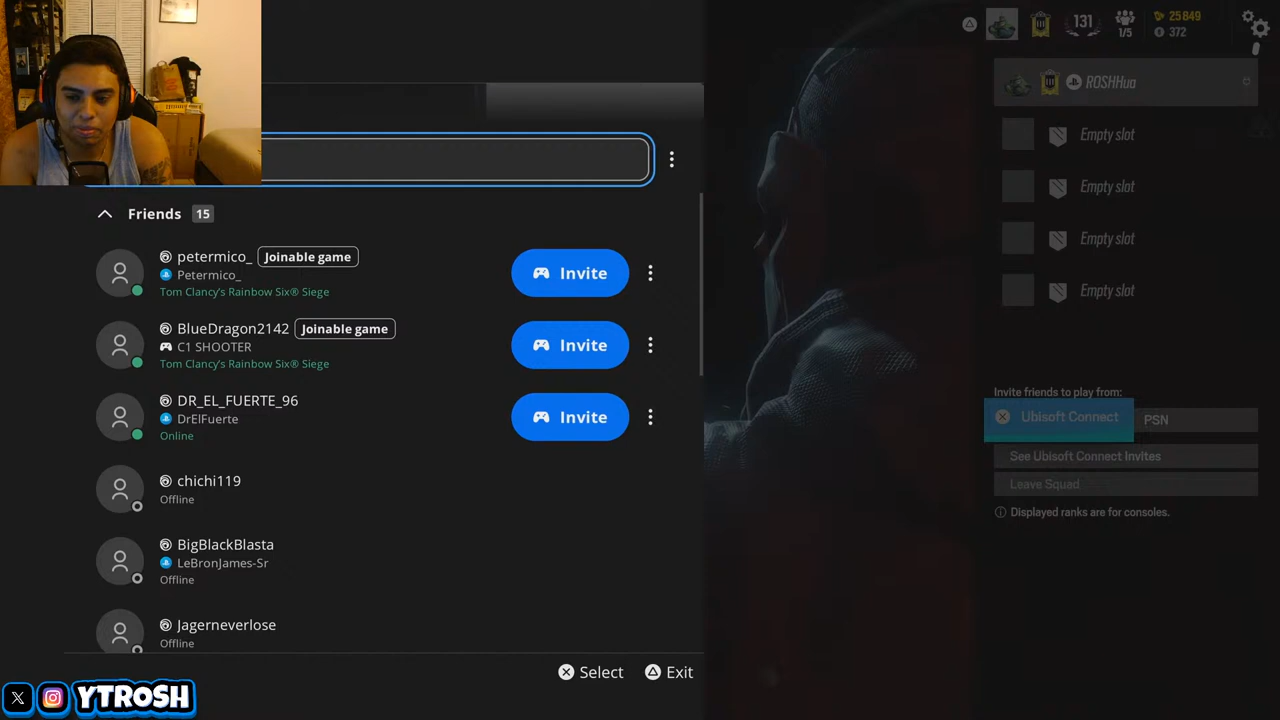 131
1/5
25 849
372
ROSHHua
Empty slot
Empty slot
Empty slot
Empty slot
Friends 15
petermico_ Joinable game
Petermico_
Tom Clancy's Rainbow Six® Siege
Invite
BlueDragon2142 Joinable game
C1 SHOOTER
Tom Clancy's Rainbow Six® Siege
Invite
DR_EL_FUERTE_96
DrElFuerte
Online
Invite
chichi119
Offline
BigBlackBlasta
LeBronJames-Sr
Offline
Jagerneverlose
Offline
Invite friends to play from:
Ubisoft Connect PSN
See Ubisoft Connect Invites
Leave Squad
Displayed ranks are for consoles.
Select Exit
YTROSH